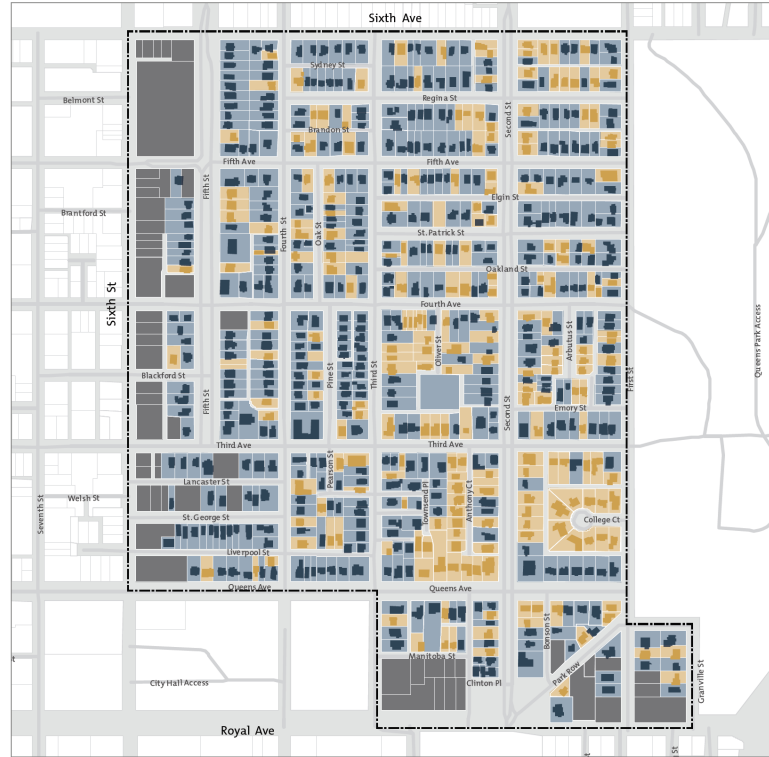 Sixth Ave
Sydney St
Belmont St
Regina St
Second St
Brandon St
Fifth Ave
Fifth Ave
Fifth St
Elgin St
Brantford St
Fourth St
Oak St
St. Patrick St
Oakland St
Sixth St
Fourth Ave
Queens Park Access
Oliver St
Arbutus St
Pine St
Third St
First St
Blackford St
Fifth St
Second St
Emory St
Third Ave
Third Ave
Pearson St
Lancaster St
Welsh St
Seventh St
Townsend Pl
Anthony Ct
St. George St
College Ct
Liverpool St
Queens Ave
Queens Ave
Bonson St
Manitoba St
Park Row
Granville St
City Hall Access
Clinton Pl
Royal Ave